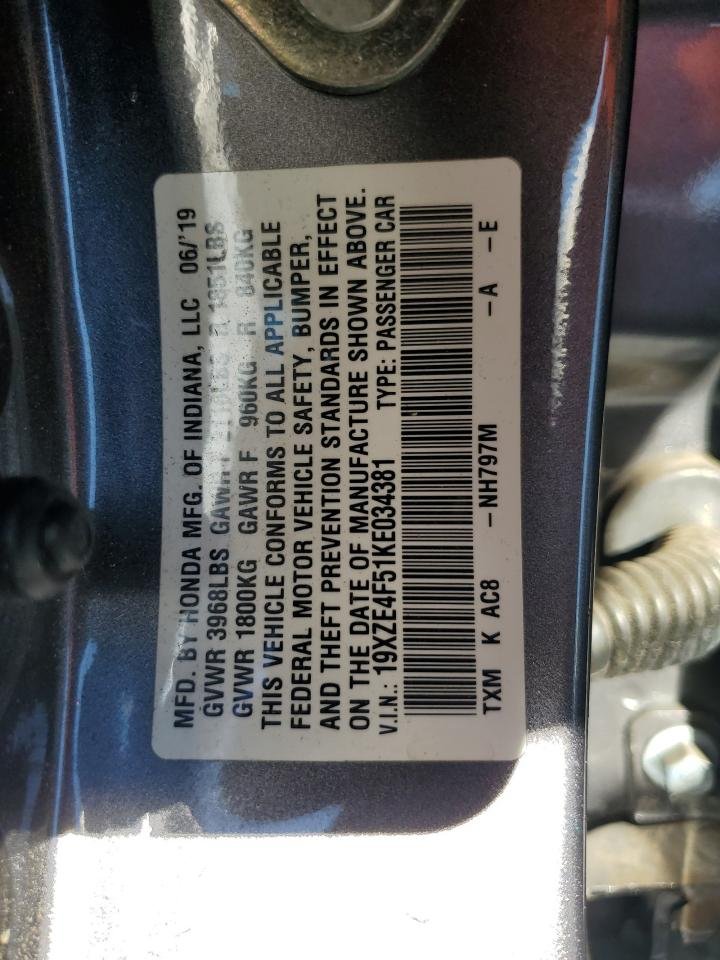 MFD. BY HONDA MFG. OF INDIANA, LLC 06/'19
GVWR 3968LBS GAWR F LBS R 1851LBS
GVWR 1800KG GAWR F 960KG R 840KG
THIS VEHICLE CONFORMS TO ALL APPLICABLE
FEDERAL MOTOR VEHICLE SAFETY, BUMPER,
AND THEFT PREVENTION STANDARDS IN EFFECT
ON THE DATE OF MANUFACTURE SHOWN ABOVE.
V.I.N.: 19XZE4F51KE034381 TYPE: PASSENGER CAR
TXM K AC8 – NH797M – A – E